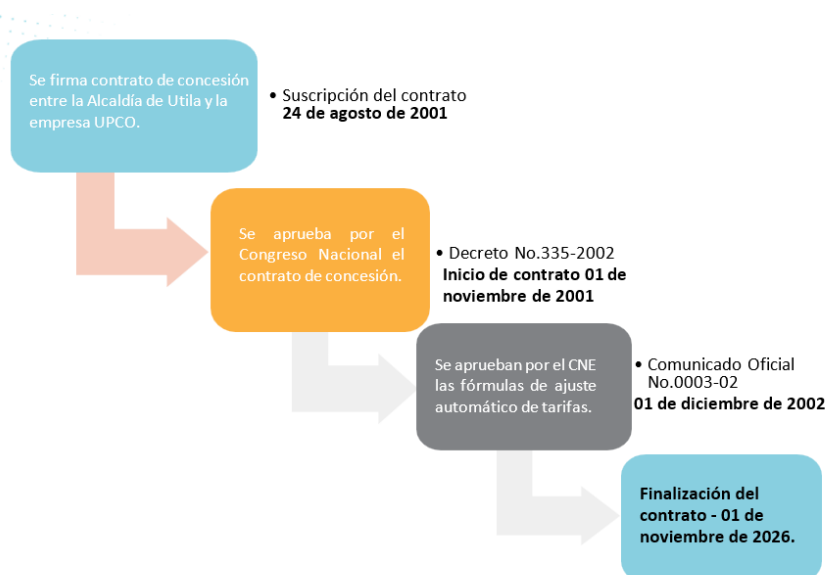 Se firma contrato de concesión
entre la Alcaldía de Utila y la
empresa UPCO.
• Suscripción del contrato
24 de agosto de 2001
Se aprueba por el
Congreso Nacional el
contrato de concesión.
• Decreto No.335-2002
Inicio de contrato 01 de
noviembre de 2001
Se aprueban por el CNE
las fórmulas de ajuste
automático de tarifas.
• Comunicado Oficial
No.0003-02
01 de diciembre de 2002
Finalización del
contrato - 01 de
noviembre de 2026.